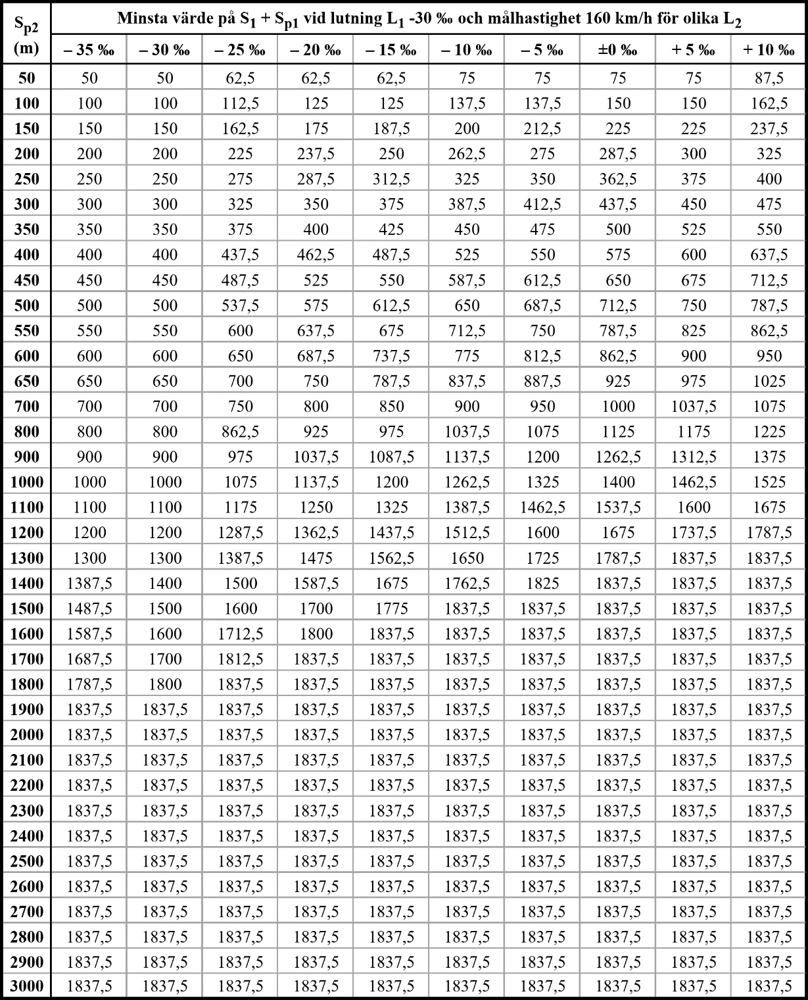 S_p2 (m) Minsta värde på S_1 + S_p1 vid lutning L_1 -30 ‰ och målhastighet 160 km/h för olika L_2
– 35 ‰ – 30 ‰ – 25 ‰ – 20 ‰ – 15 ‰ – 10 ‰ – 5 ‰ ±0 ‰ + 5 ‰ + 10 ‰
50 50 50 62,5 62,5 62,5 75 75 75 75 87,5
100 100 100 112,5 125 125 137,5 137,5 150 150 162,5
150 150 150 162,5 175 187,5 200 212,5 225 225 237,5
200 200 200 225 237,5 250 262,5 275 287,5 300 325
250 250 250 275 287,5 312,5 325 350 362,5 375 400
300 300 300 325 350 375 387,5 412,5 437,5 450 475
350 350 350 375 400 425 450 475 500 525 550
400 400 400 437,5 462,5 487,5 525 550 575 600 637,5
450 450 450 487,5 525 550 587,5 612,5 650 675 712,5
500 500 500 537,5 575 612,5 650 687,5 712,5 750 787,5
550 550 550 600 637,5 675 712,5 750 787,5 825 862,5
600 600 600 650 687,5 737,5 775 812,5 862,5 900 950
650 650 650 700 750 787,5 837,5 887,5 925 975 1025
700 700 700 750 800 850 900 950 1000 1037,5 1075
800 800 800 862,5 925 975 1037,5 1075 1125 1175 1225
900 900 900 975 1037,5 1087,5 1137,5 1200 1262,5 1312,5 1375
1000 1000 1000 1075 1137,5 1200 1262,5 1325 1400 1462,5 1525
1100 1100 1100 1175 1250 1325 1387,5 1462,5 1537,5 1600 1675
1200 1200 1200 1287,5 1362,5 1437,5 1512,5 1600 1675 1737,5 1787,5
1300 1300 1300 1387,5 1475 1562,5 1650 1725 1787,5 1837,5 1837,5
1400 1387,5 1400 1500 1587,5 1675 1762,5 1825 1837,5 1837,5 1837,5
1500 1487,5 1500 1600 1700 1775 1837,5 1837,5 1837,5 1837,5 1837,5
1600 1587,5 1600 1712,5 1800 1837,5 1837,5 1837,5 1837,5 1837,5 1837,5
1700 1687,5 1700 1812,5 1837,5 1837,5 1837,5 1837,5 1837,5 1837,5 1837,5
1800 1787,5 1800 1837,5 1837,5 1837,5 1837,5 1837,5 1837,5 1837,5 1837,5
1900 1837,5 1837,5 1837,5 1837,5 1837,5 1837,5 1837,5 1837,5 1837,5 1837,5
2000 1837,5 1837,5 1837,5 1837,5 1837,5 1837,5 1837,5 1837,5 1837,5 1837,5
2100 1837,5 1837,5 1837,5 1837,5 1837,5 1837,5 1837,5 1837,5 1837,5 1837,5
2200 1837,5 1837,5 1837,5 1837,5 1837,5 1837,5 1837,5 1837,5 1837,5 1837,5
2300 1837,5 1837,5 1837,5 1837,5 1837,5 1837,5 1837,5 1837,5 1837,5 1837,5
2400 1837,5 1837,5 1837,5 1837,5 1837,5 1837,5 1837,5 1837,5 1837,5 1837,5
2500 1837,5 1837,5 1837,5 1837,5 1837,5 1837,5 1837,5 1837,5 1837,5 1837,5
2600 1837,5 1837,5 1837,5 1837,5 1837,5 1837,5 1837,5 1837,5 1837,5 1837,5
2700 1837,5 1837,5 1837,5 1837,5 1837,5 1837,5 1837,5 1837,5 1837,5 1837,5
2800 1837,5 1837,5 1837,5 1837,5 1837,5 1837,5 1837,5 1837,5 1837,5 1837,5
2900 1837,5 1837,5 1837,5 1837,5 1837,5 1837,5 1837,5 1837,5 1837,5 1837,5
3000 1837,5 1837,5 1837,5 1837,5 1837,5 1837,5 1837,5 1837,5 1837,5 1837,5